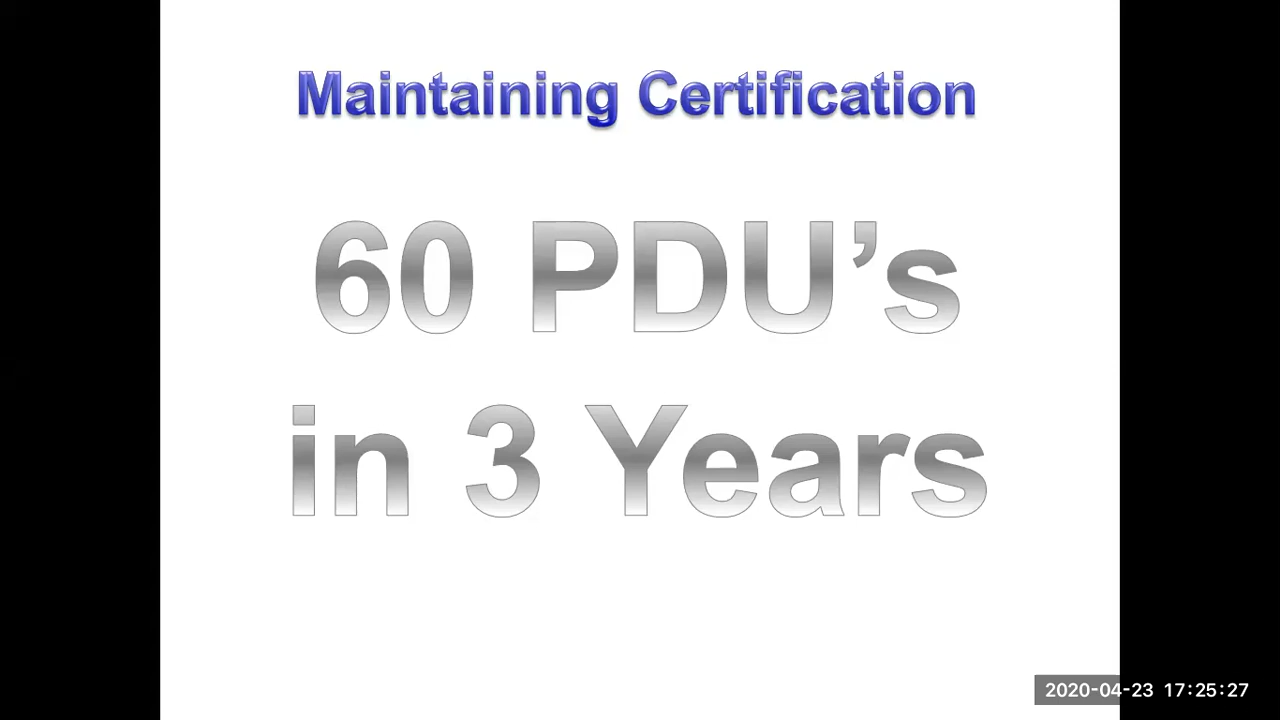 Maintaining Certification
60 PDU’s
in 3 Years
2020-04-23 17:25:27